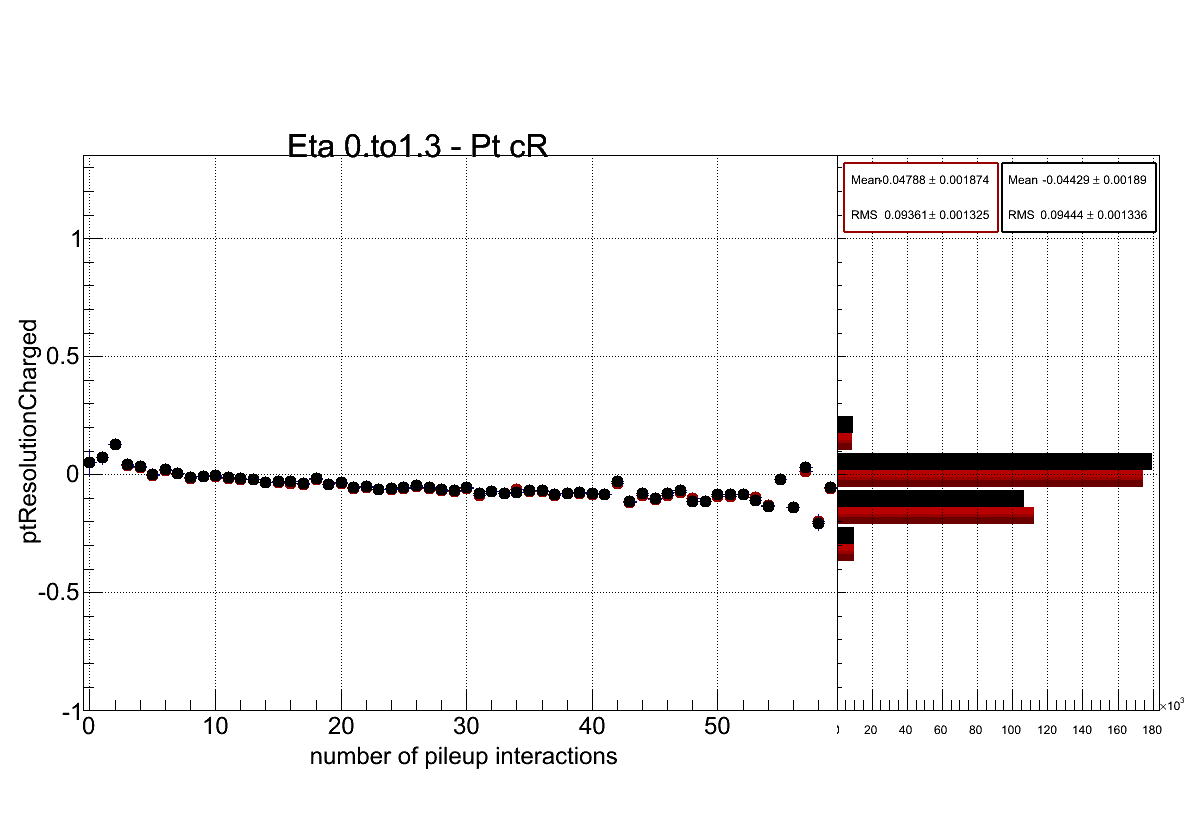 Eta 0.to1.3 - Pt cR
Mean-0.04788 ± 0.001874
RMS 0.09361± 0.001325
Mean -0.04429 ± 0.00189
RMS 0.09444 ± 0.001336
ptResolutionCharged
1
0.5
0
-0.5
-1
0 10 20 30 40 50
number of pileup interactions
20 40 60 80 100 120 140 160 180
×10³